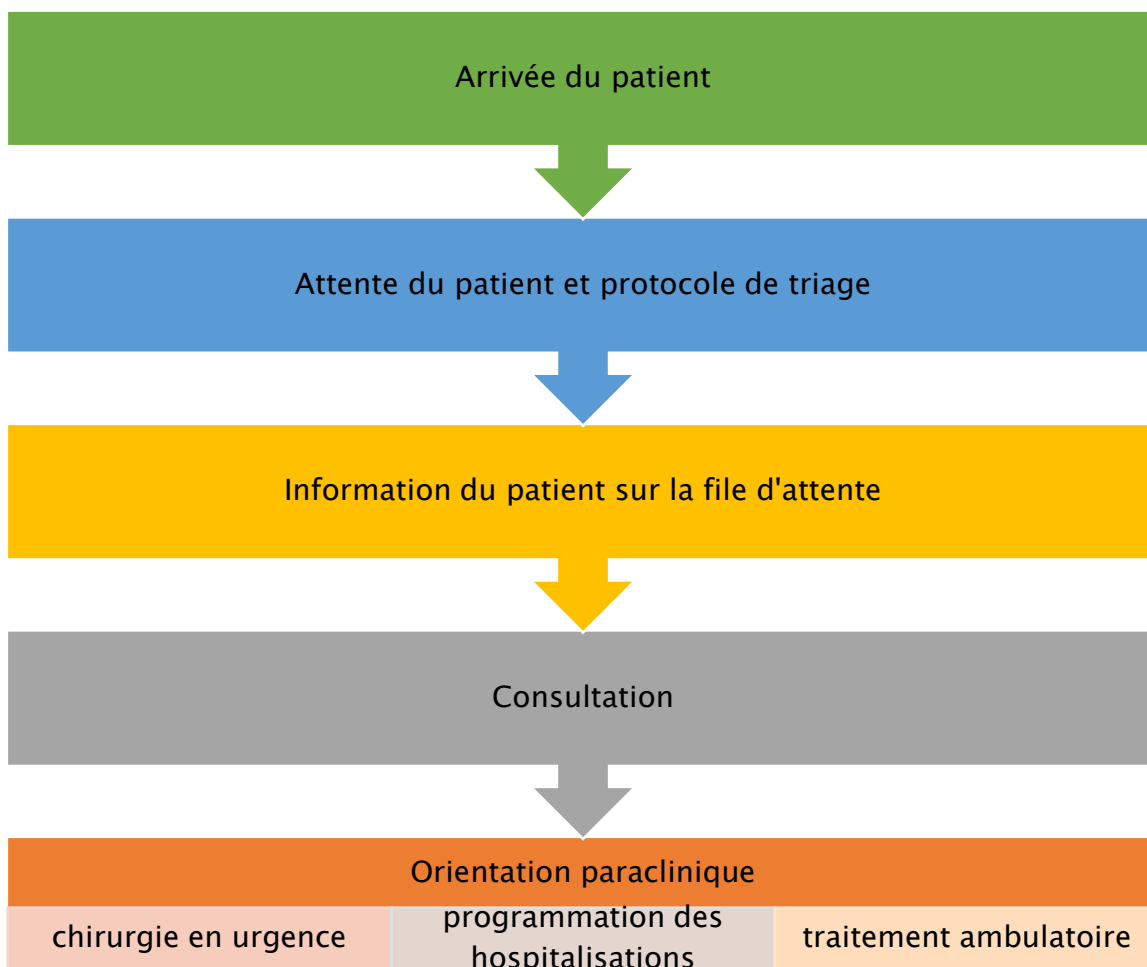 Arrivée du patient
Attente du patient et protocole de triage
Information du patient sur la file d'attente
Consultation
Orientation paraclinique
chirurgie en urgence
programmation des
hospitalisations
traitement ambulatoire